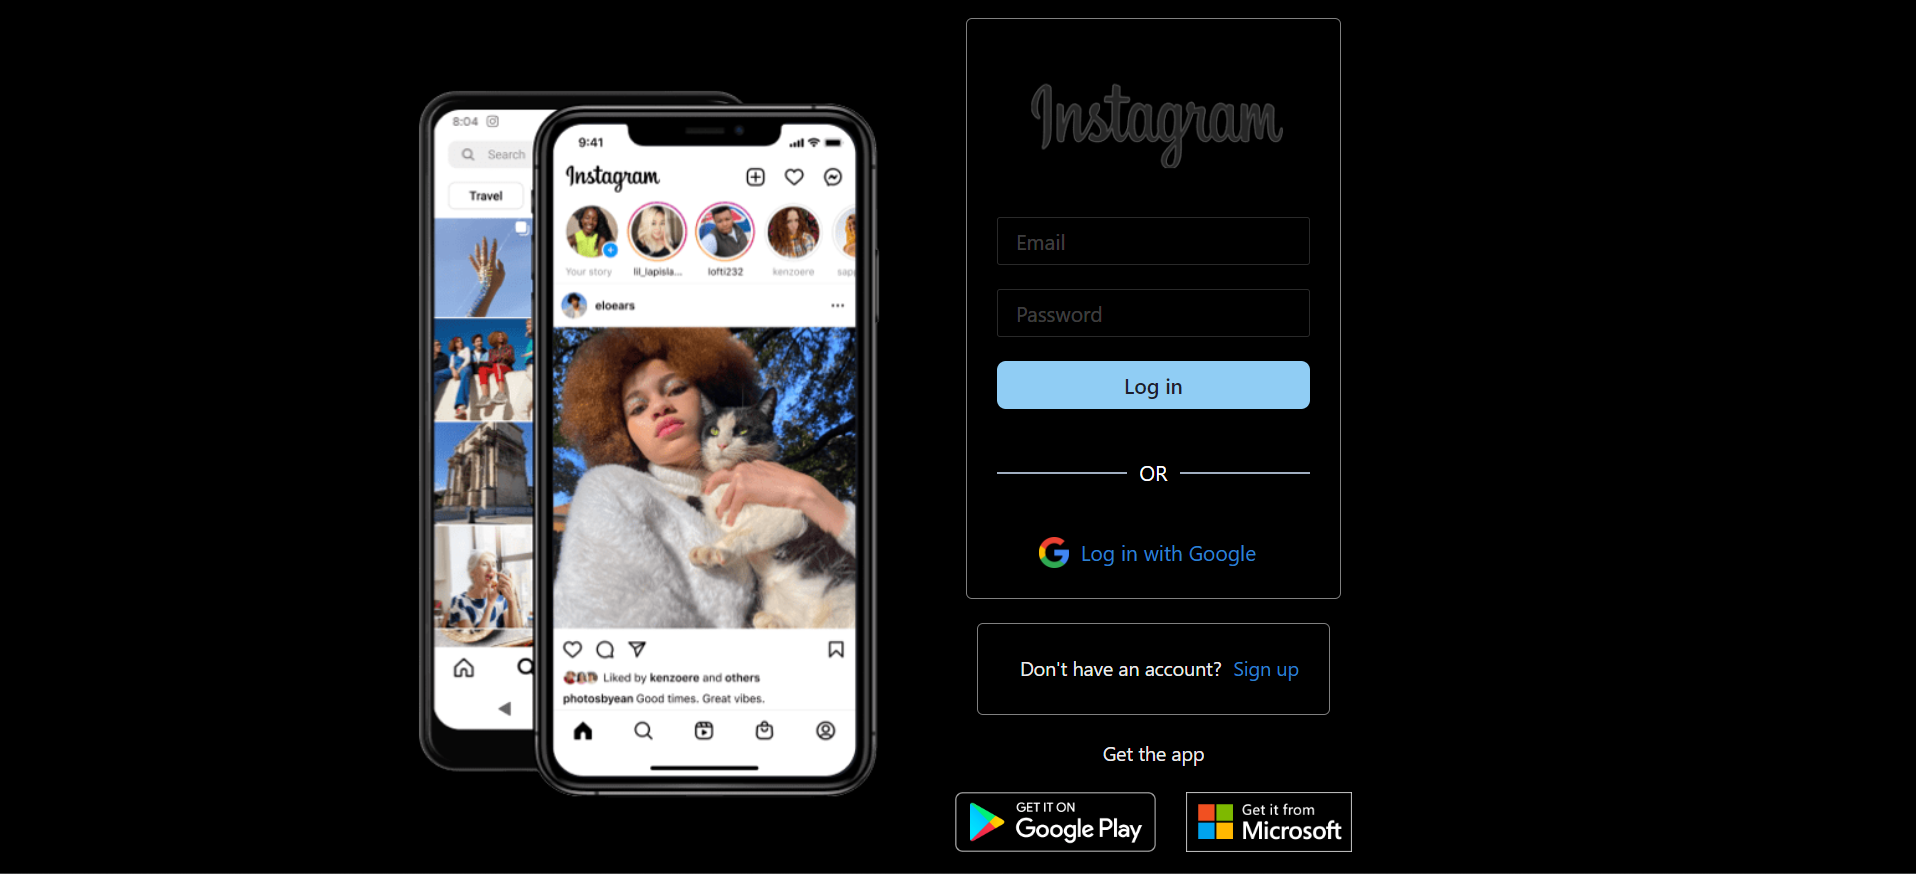 8:04
Search
Travel
9:41
Instagram
Your story
lil_lapisla...
lofti232
kenzoere
sapp
eloears
Liked by kenzoere and others
photosbyean Good times. Great vibes.
Instagram
Email
Password
Log in
OR
Log in with Google
Don't have an account? Sign up
Get the app
GET IT ON
Google Play
Get it from
Microsoft